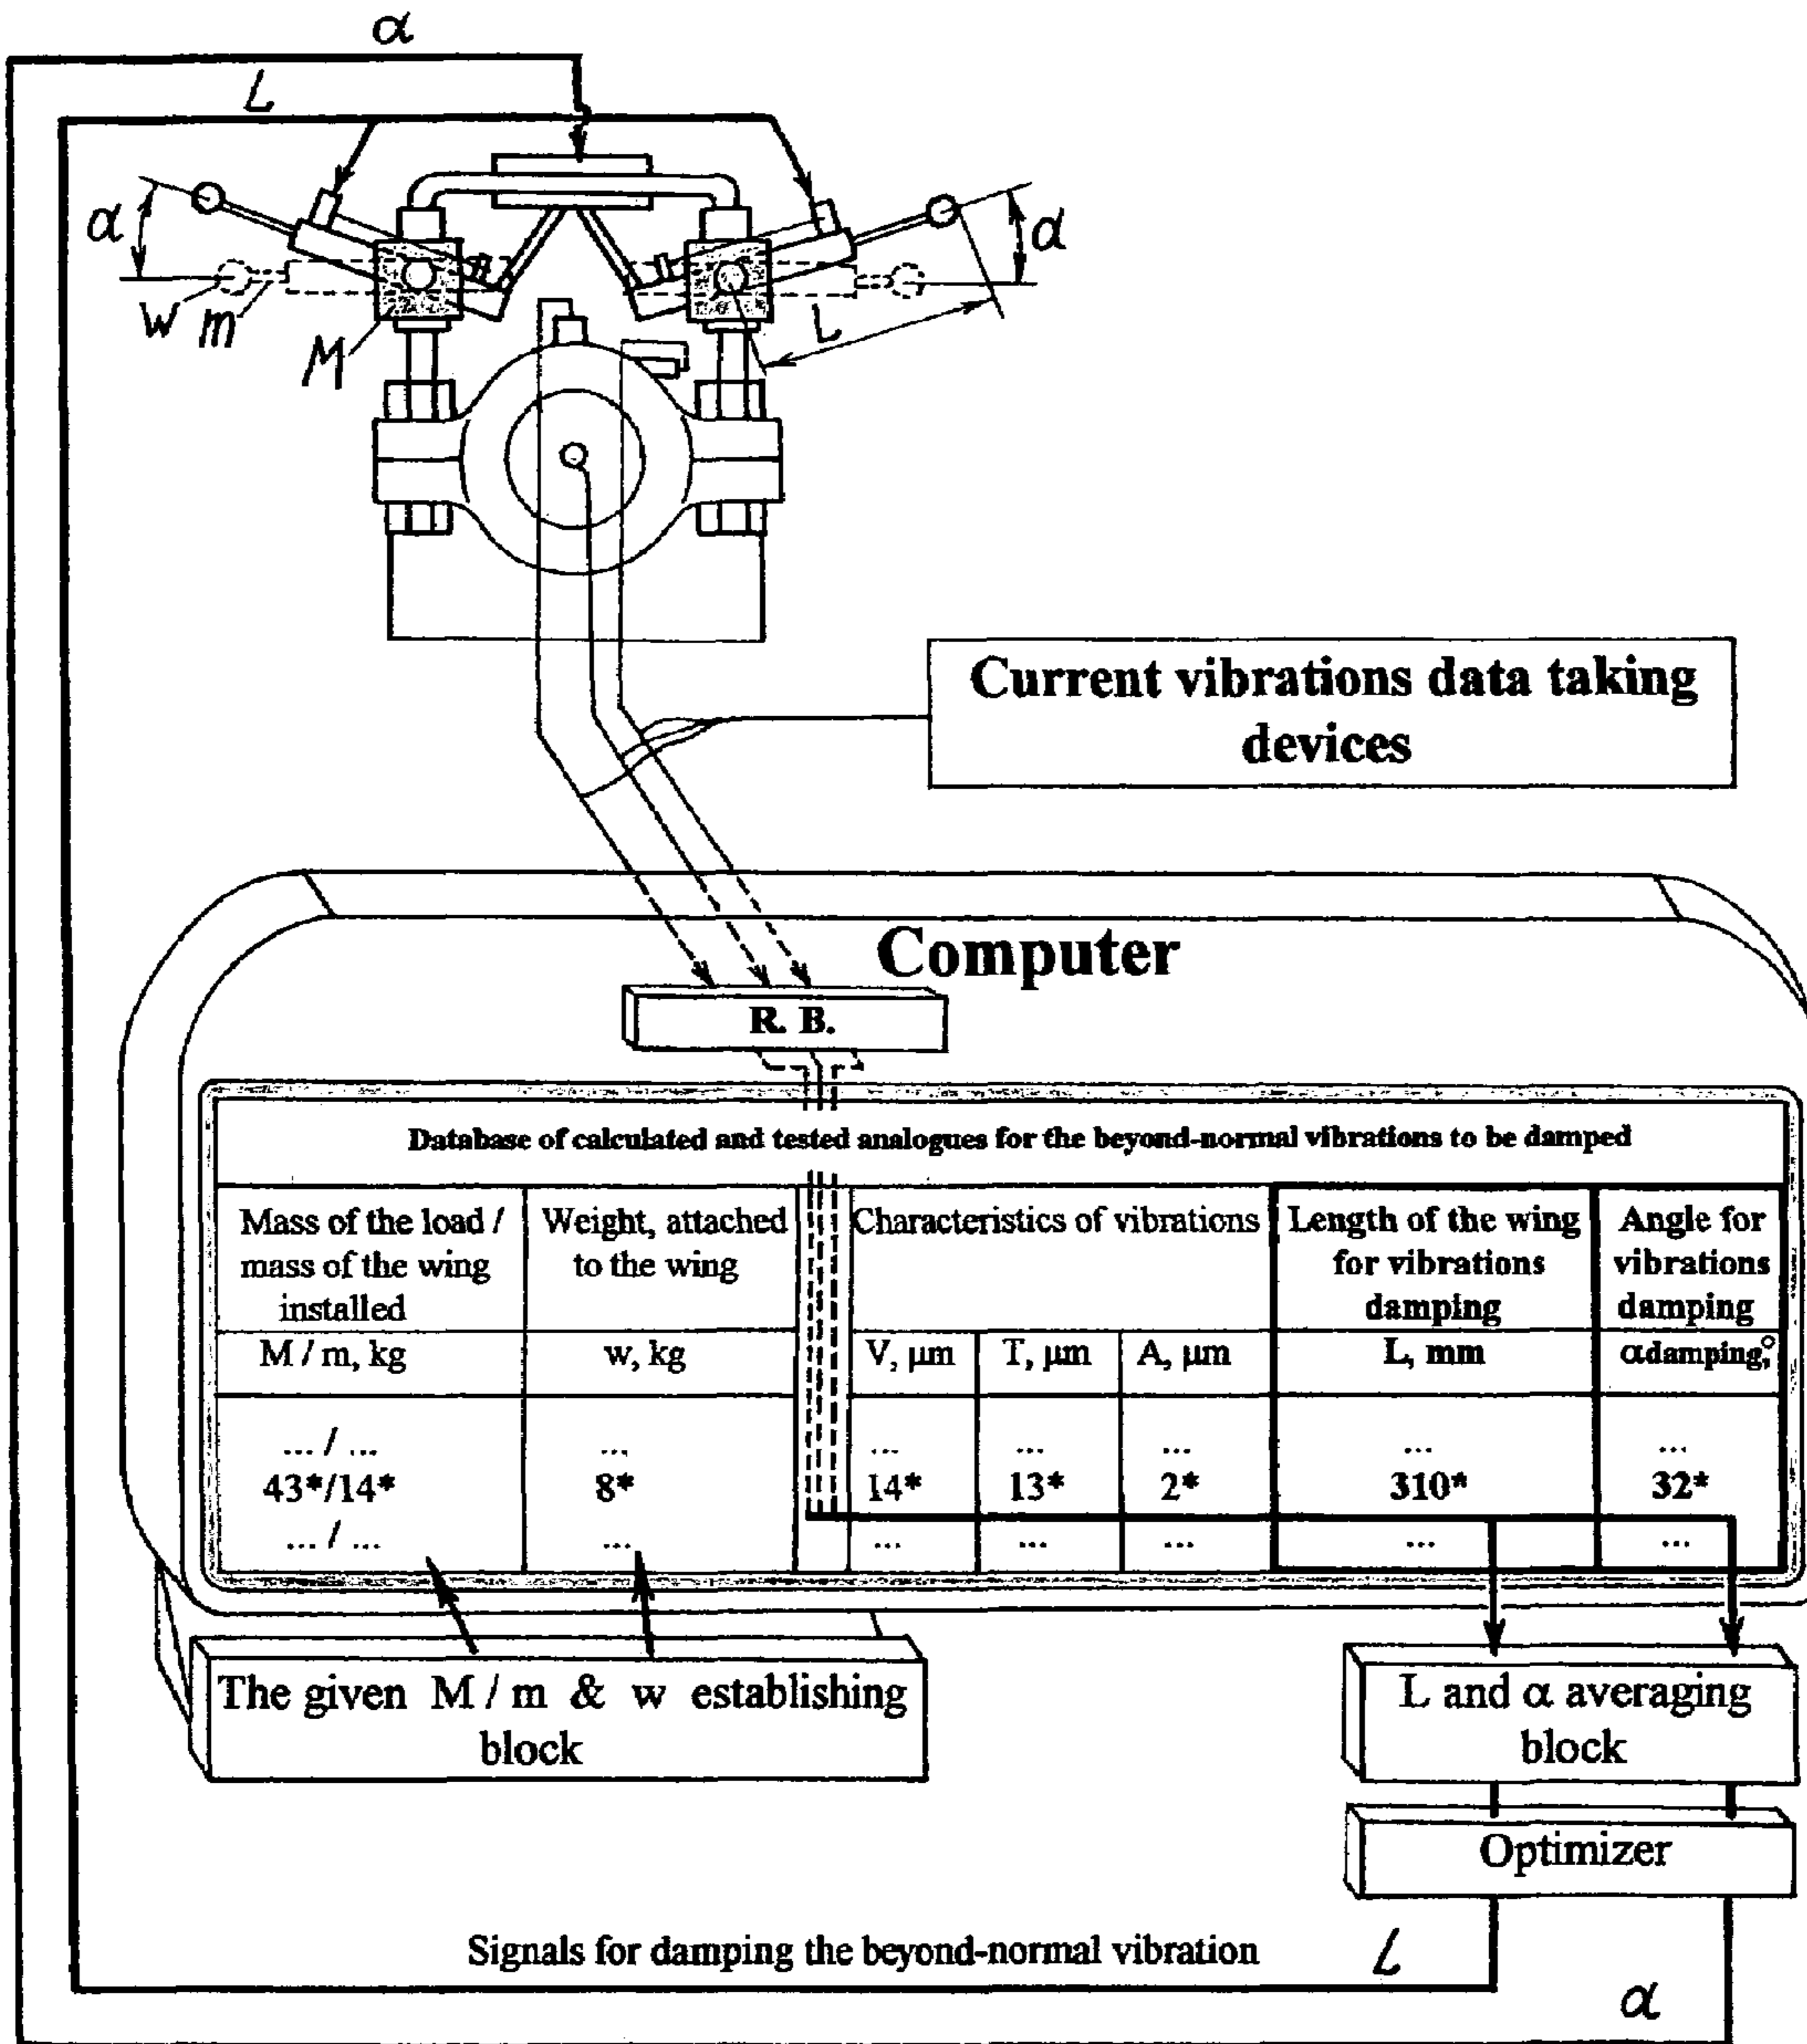 α
L
α
α
W
m
M
L
Current vibrations data taking
devices
Computer
R. B.
Database of calculated and tested analogues for the beyond-normal vibrations to be damped
Mass of the load /
mass of the wing
installed
Weight, attached
to the wing
Characteristics of vibrations
Length of the wing
for vibrations
damping
Angle for
vibrations
damping
M / m, kg
w, kg
V, μm
T, μm
A, μm
L, mm
αdamping,°
... / ...
...
...
...
...
...
...
43*/14*
8*
14*
13*
2*
310*
32*
... / ...
...
...
...
...
...
...
The given M / m & w establishing
block
L and α averaging
block
Optimizer
Signals for damping the beyond-normal vibration
L
α